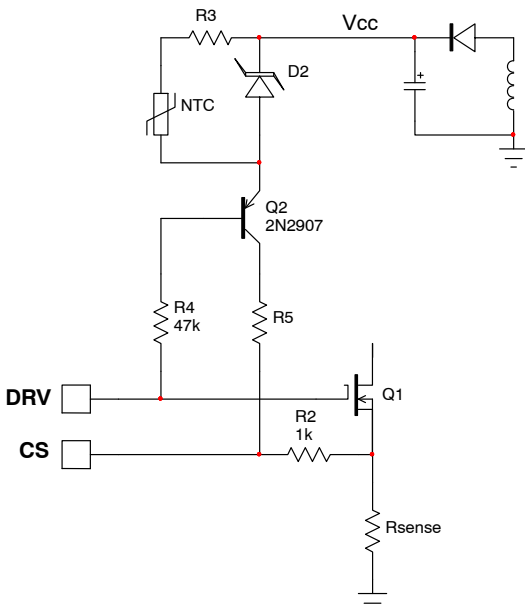 R3
Vcc
D2
+
NTC
Q2
2N2907
R4
47k
R5
DRV
Q1
R2
1k
CS
Rsense